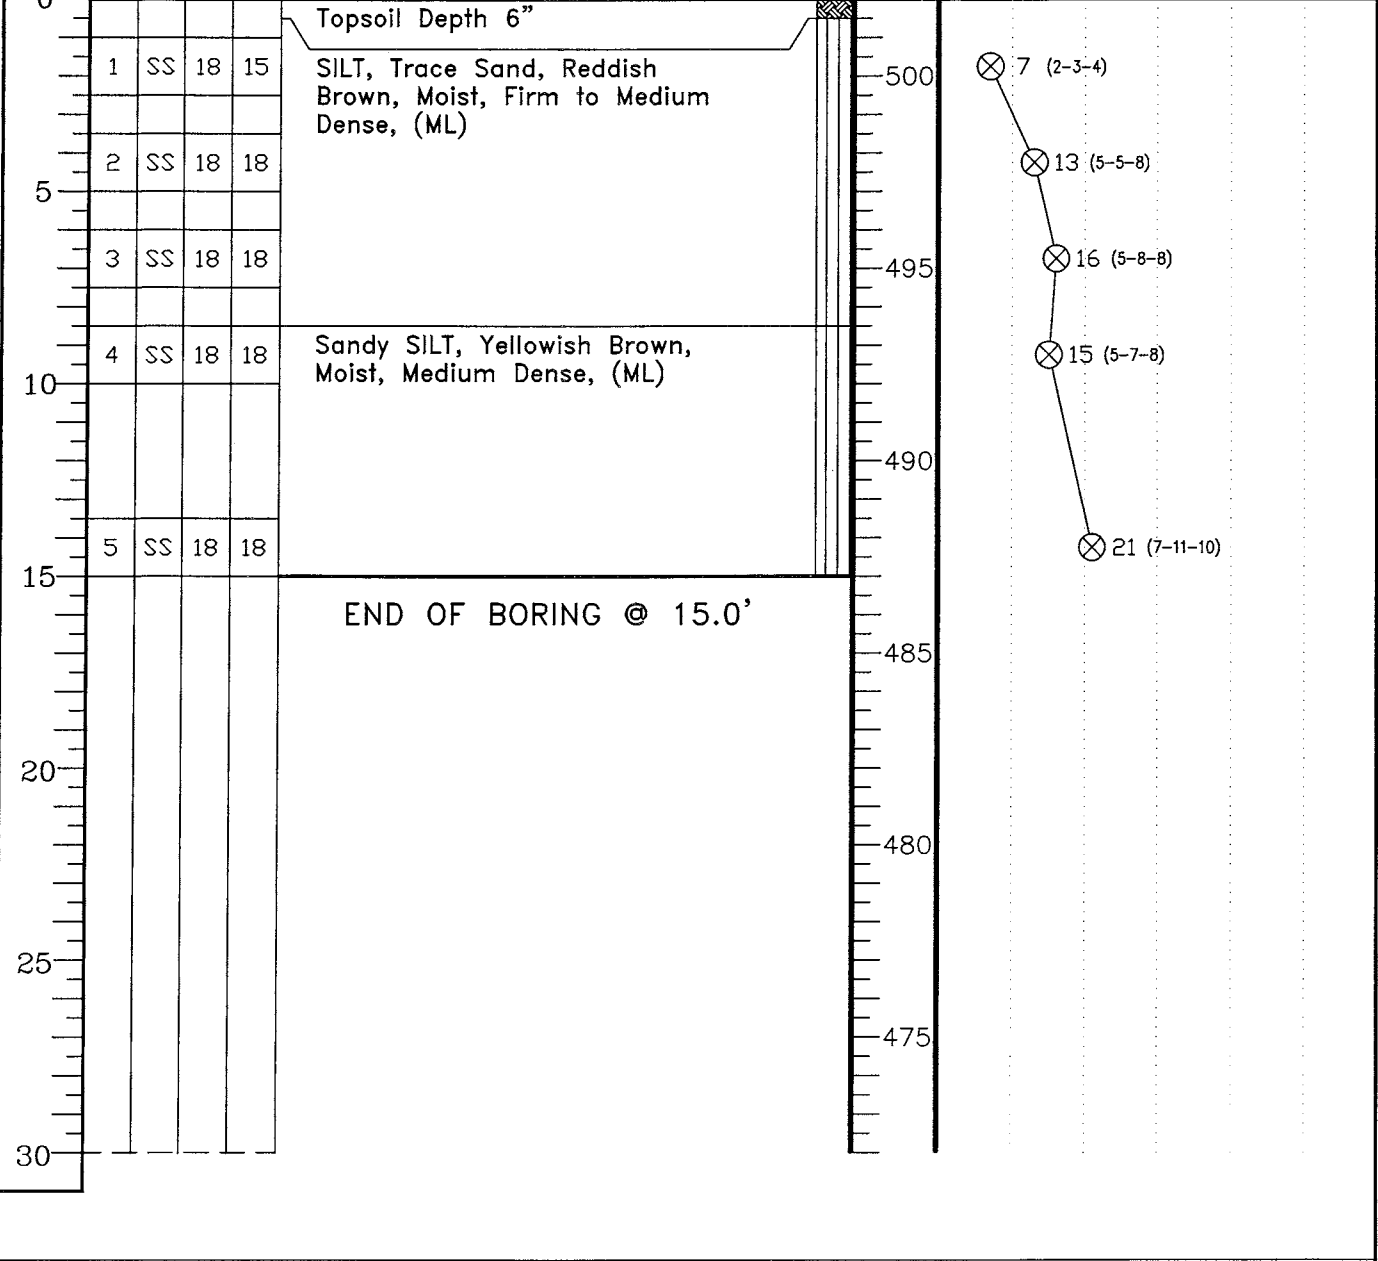 0
Topsoil Depth 6”
1 SS 18 15
SILT, Trace Sand, Reddish
Brown, Moist, Firm to Medium
Dense, (ML)
500
7 (2-3-4)
2 SS 18 18
13 (5-5-8)
5
3 SS 18 18
495
16 (5-8-8)
4 SS 18 18
Sandy SILT, Yellowish Brown,
Moist, Medium Dense, (ML)
15 (5-7-8)
10
490
5 SS 18 18
21 (7-11-10)
15
END OF BORING @ 15.0’
485
20
480
25
475
30